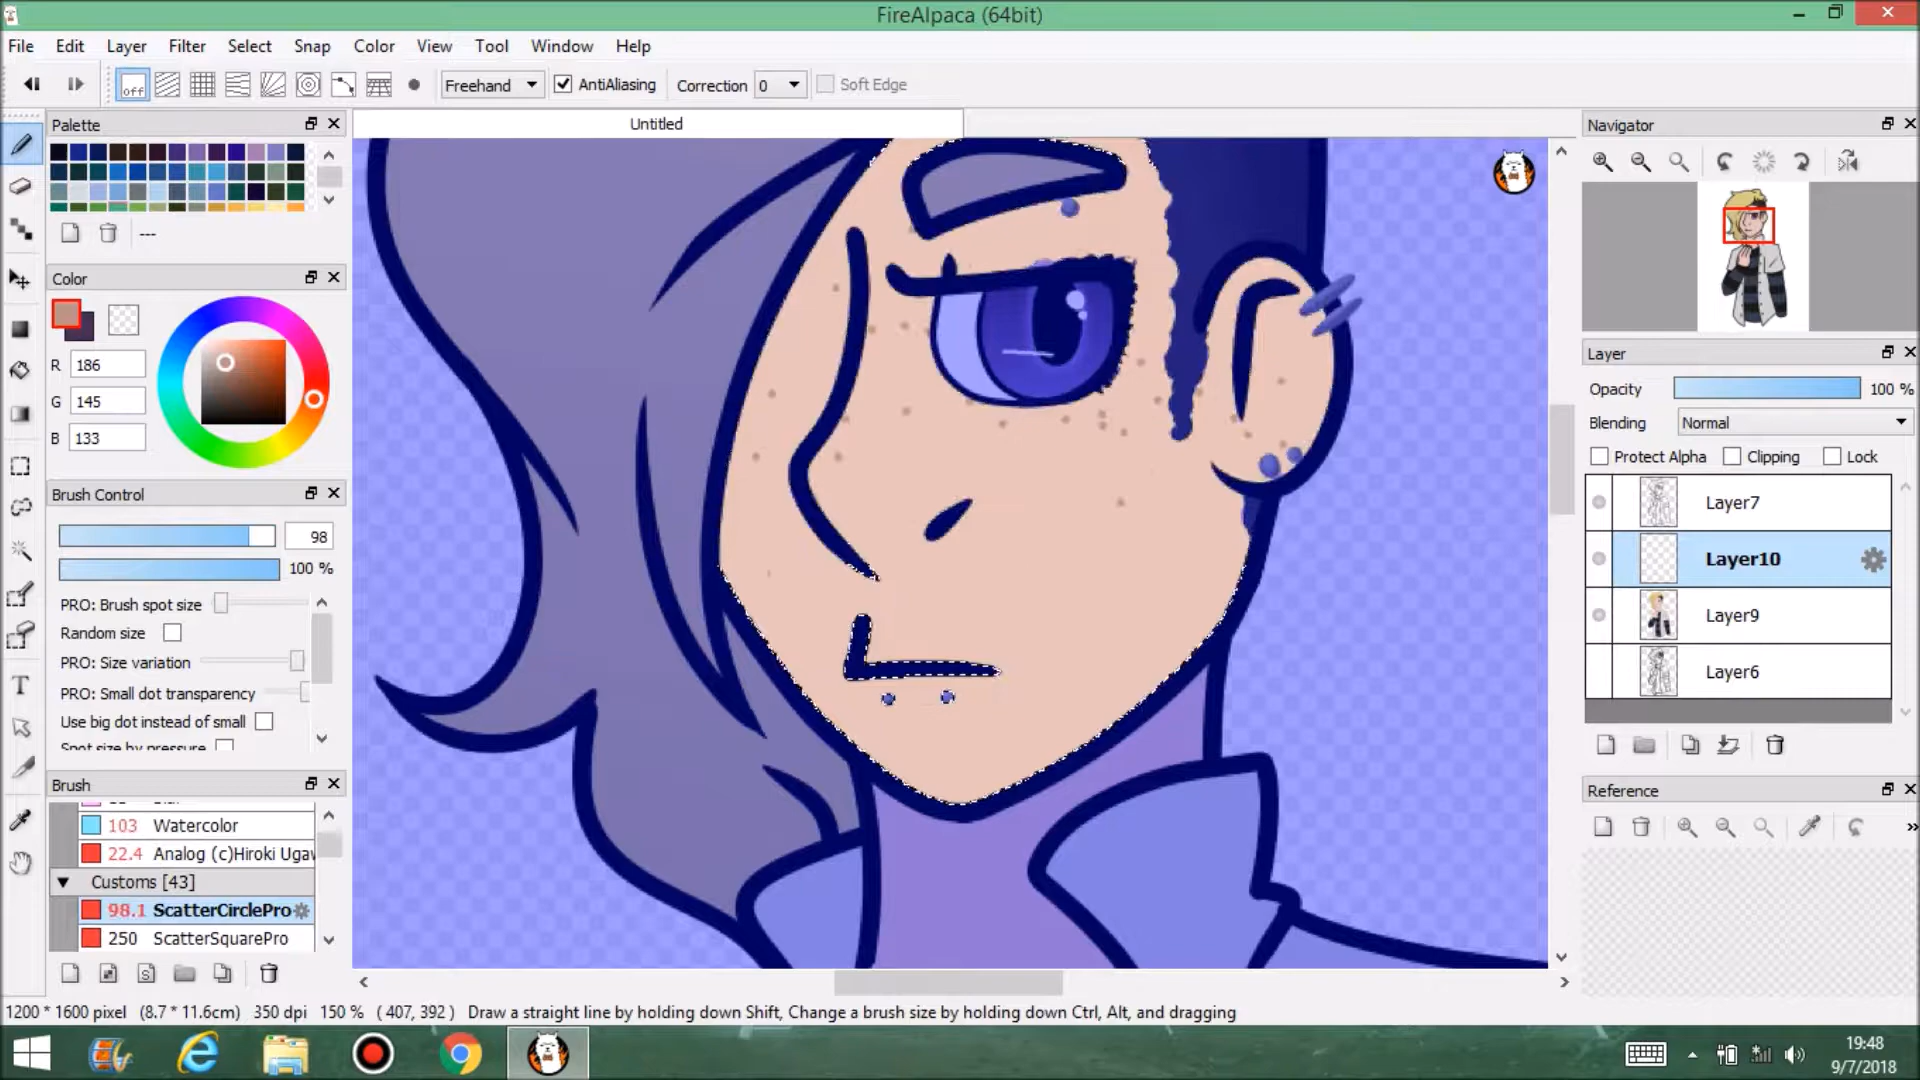 FireAlpaca (64bit)
File Edit Layer Filter Select Snap Color View Tool Window Help
off Freehand AntiAliasing Correction 0 Soft Edge
Palette
Untitled
Navigator
---
Color
R 186
G 145
B 133
Layer
Opacity 100 %
Blending Normal
Protect Alpha Clipping Lock
Layer7
Layer10
Layer9
Layer6
Brush Control
98
100 %
PRO: Brush spot size
Random size
PRO: Size variation
PRO: Small dot transparency
Use big dot instead of small
Spot size by pressure
Brush
103 Watercolor
22.4 Analog (c)Hiroki Ugaw
Customs [43]
98.1 ScatterCirclePro
250 ScatterSquarePro
Reference
1200 * 1600 pixel (8.7 * 11.6cm) 350 dpi 150 % ( 407, 392 ) Draw a straight line by holding down Shift, Change a brush size by holding down Ctrl, Alt, and dragging
19:48
9/7/2018